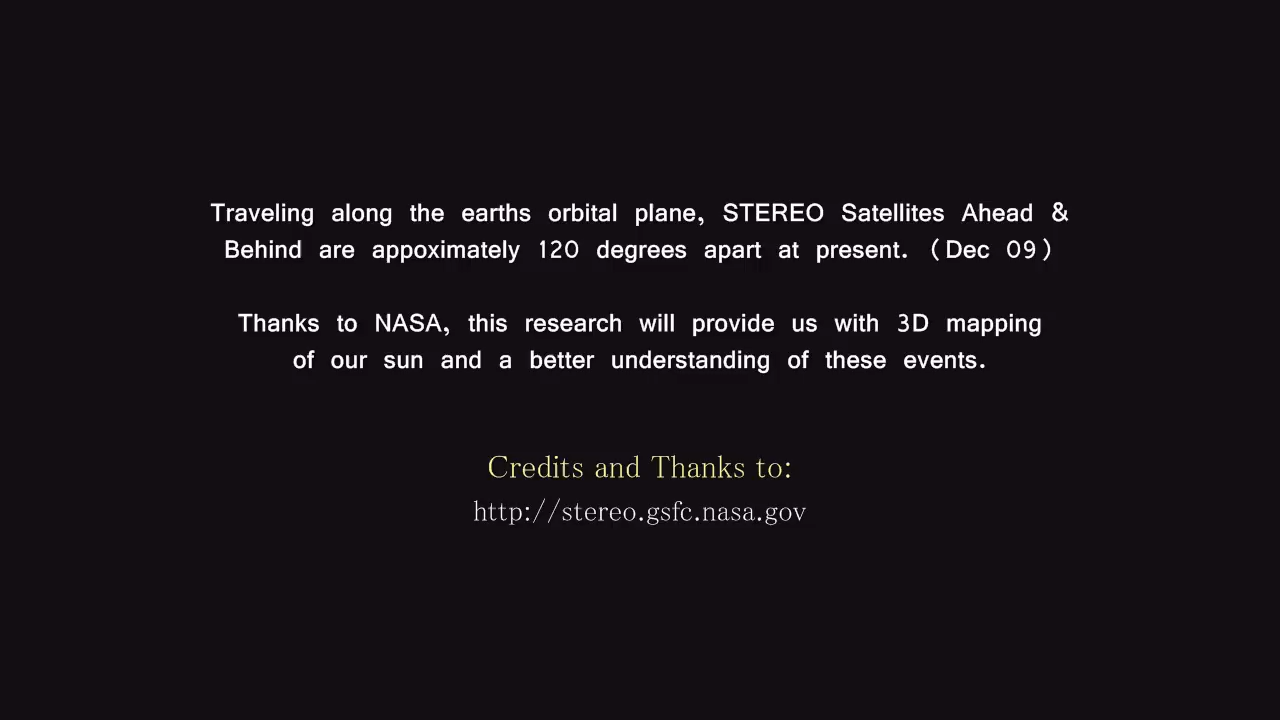 Traveling along the earths orbital plane, STEREO Satellites Ahead &
Behind are appoximately 120 degrees apart at present. (Dec 09)
Thanks to NASA, this research will provide us with 3D mapping
of our sun and a better understanding of these events.
Credits and Thanks to:
http://stereo.gsfc.nasa.gov